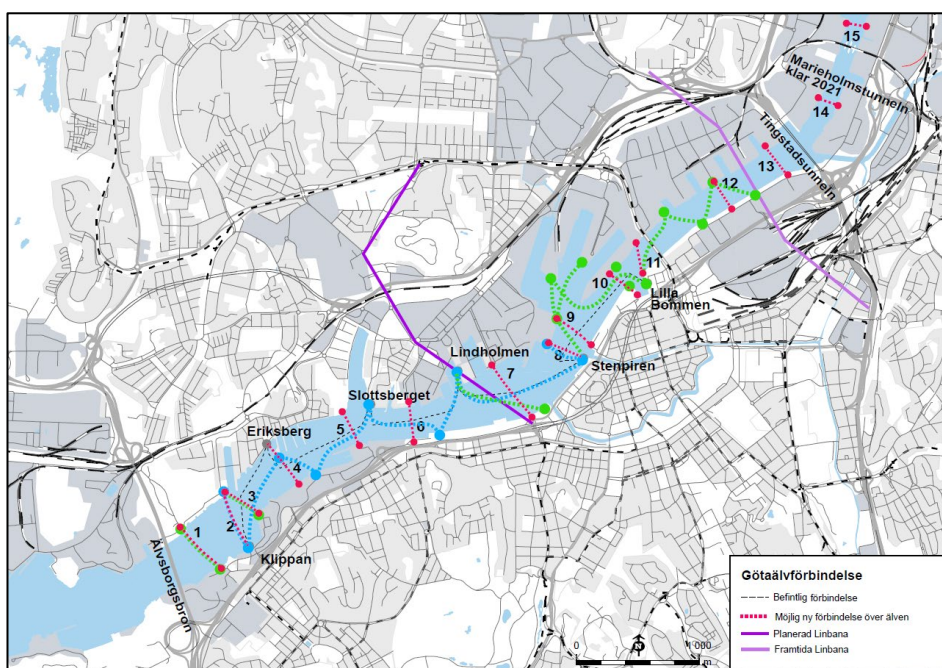 15
Marieholmstunneln
klar 2021
14
Tingstadsunneln
13
12
11
10
Lilla
Bommen
9
8
Stenpiren
Lindholmen
7
Slottsberget
6
5
Eriksberg
4
3
2
1
Klippan
Älvsborgsbron
Götaälvförbindelse
Befintlig förbindelse
Möjlig ny förbindelse över älven
Planerad Linbana
Framtida Linbana
0
N
1 000
m